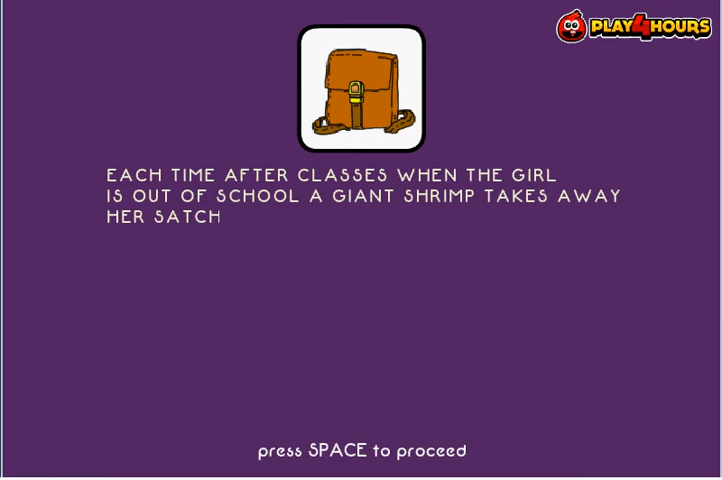 PLAY4HOURS
EACH TIME AFTER CLASSES WHEN THE GIRL
IS OUT OF SCHOOL A GIANT SHRIMP TAKES AWAY
HER SATCH
press SPACE to proceed